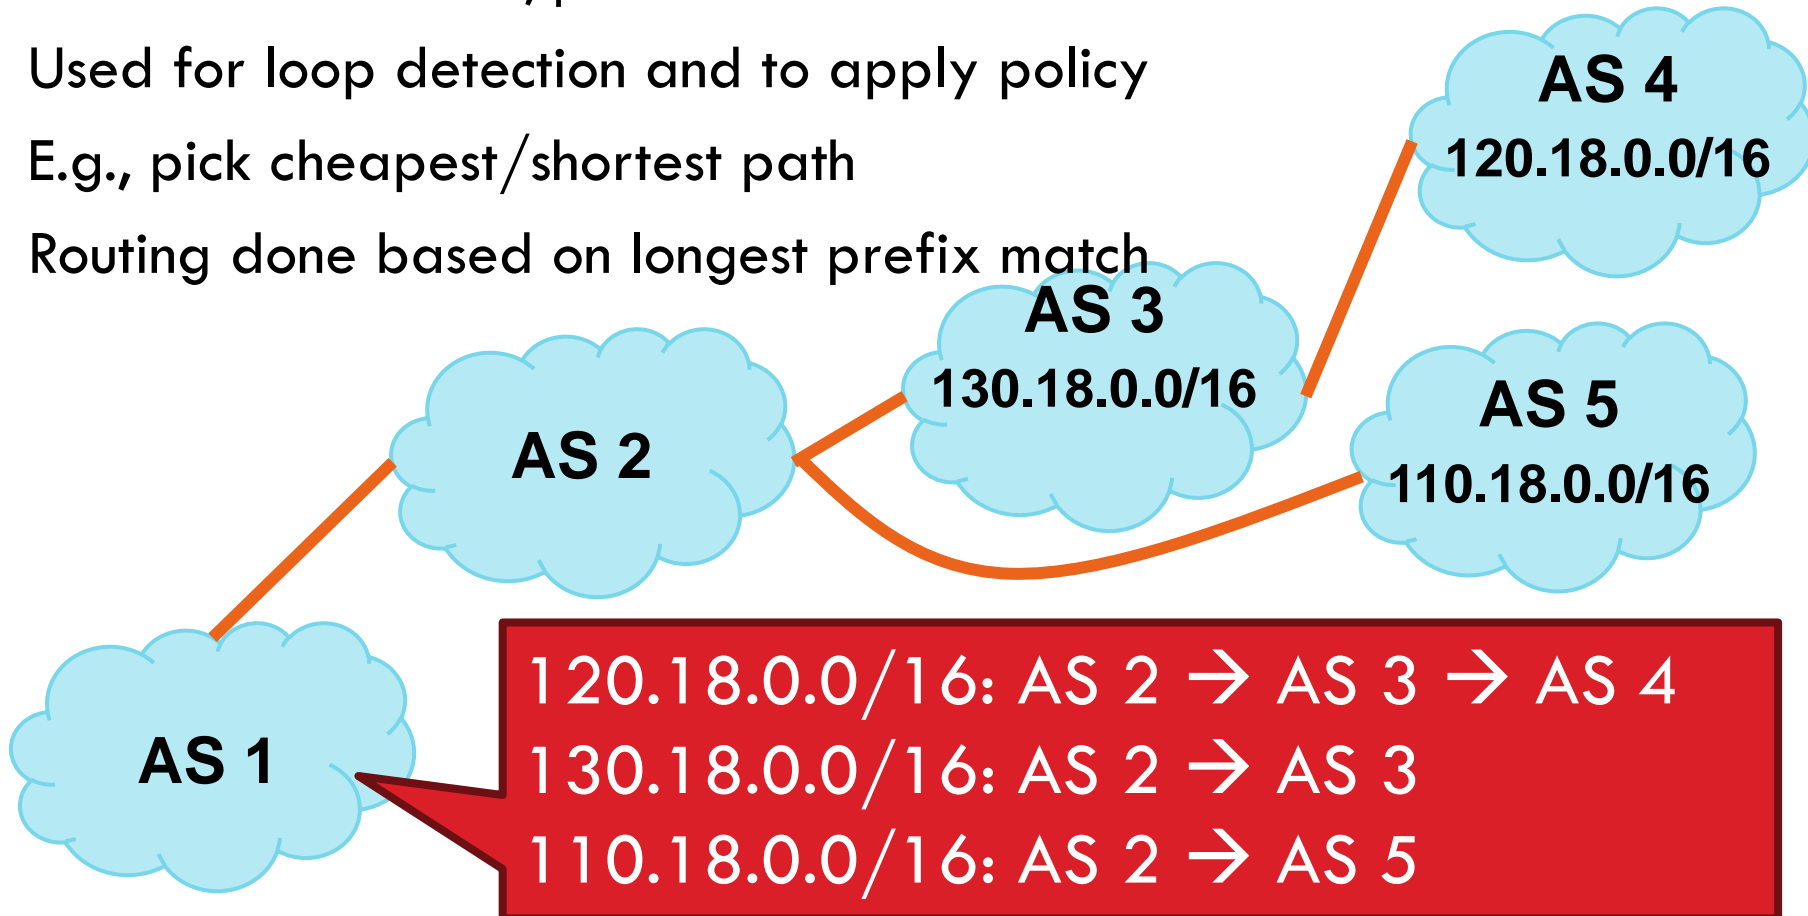 Used for loop detection and to apply policy
E.g., pick cheapest/shortest path
Routing done based on longest prefix match
AS 4
120.18.0.0/16
AS 3
130.18.0.0/16
AS 5
110.18.0.0/16
AS 2
AS 1
120.18.0.0/16: AS 2 → AS 3 → AS 4
130.18.0.0/16: AS 2 → AS 3
110.18.0.0/16: AS 2 → AS 5